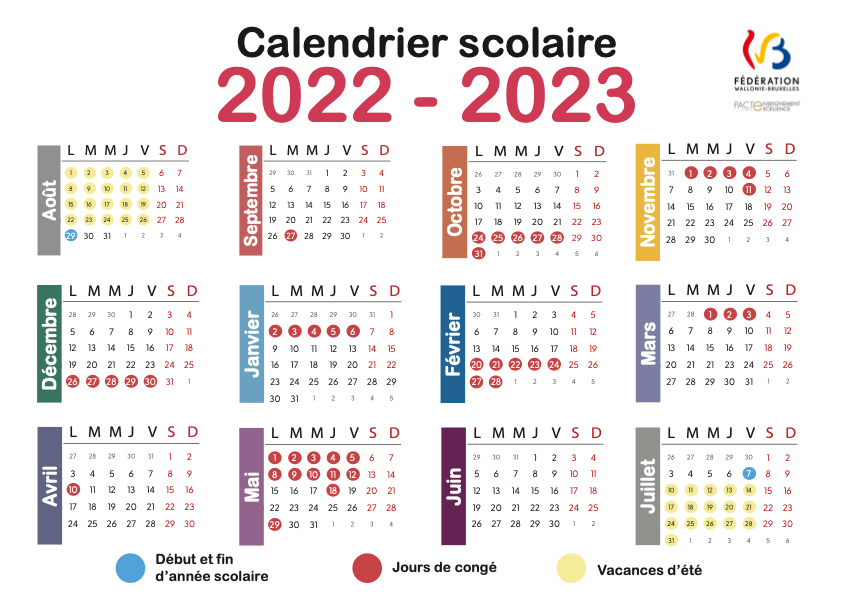 Calendrier scolaire
2022 - 2023
FÉDÉRATION
WALLONIE-BRUXELLES
Août
L M M J V S D
1 2 3 4 5 6 7
8 9 10 11 12 13 14
15 16 17 18 19 20 21
22 23 24 25 26 27 28
29 30 31 1 2 3 4
Septembre
L M M J V S D
29 30 31 1 2 3 4
5 6 7 8 9 10 11
12 13 14 15 16 17 18
19 20 21 22 23 24 25
26 27 28 29 30 1 2
Octobre
L M M J V S D
26 27 28 29 30 1 2
3 4 5 6 7 8 9
10 11 12 13 14 15 16
17 18 19 20 21 22 23
24 25 26 27 28 29 30
31 1 2 3 4 5 6
Novembre
L M M J V S D
31 1 2 3 4 5 6
7 8 9 10 11 12 13
14 15 16 17 18 19 20
21 22 23 24 25 26 27
28 29 30 1 2 3 4
Décembre
L M M J V S D
28 29 30 1 2 3 4
5 6 7 8 9 10 11
12 13 14 15 16 17 18
19 20 21 22 23 24 25
26 27 28 29 30 31 1
Janvier
L M M J V S D
26 27 28 29 30 31 1
2 3 4 5 6 7 8
9 10 11 12 13 14 15
16 17 18 19 20 21 22
23 24 25 26 27 28 29
30 31 1 2 3 4 5
Février
L M M J V S D
30 31 1 2 3 4 5
6 7 8 9 10 11 12
13 14 15 16 17 18 19
20 21 22 23 24 25 26
27 28 1 2 3 4 5
Mars
L M M J V S D
27 28 1 2 3 4 5
6 7 8 9 10 11 12
13 14 15 16 17 18 19
20 21 22 23 24 25 26
27 28 29 30 31 1 2
Avril
L M M J V S D
27 28 29 30 31 1 2
3 4 5 6 7 8 9
10 11 12 13 14 15 16
17 18 19 20 21 22 23
24 25 26 27 28 29 30
Mai
L M M J V S D
1 2 3 4 5 6 7
8 9 10 11 12 13 14
15 16 17 18 19 20 21
22 23 24 25 26 27 28
29 30 31 1 2 3 4
Juin
L M M J V S D
29 30 31 1 2 3 4
5 6 7 8 9 10 11
12 13 14 15 16 17 18
19 20 21 22 23 24 25
26 27 28 29 30 1 2
Juillet
L M M J V S D
26 27 28 29 30 1 2
3 4 5 6 7 8 9
10 11 12 13 14 15 16
17 18 19 20 21 22 23
24 25 26 27 28 29 30
31 1 2 3 4 5 6
Début et fin
d'année scolaire
Jours de congé
Vacances d'été